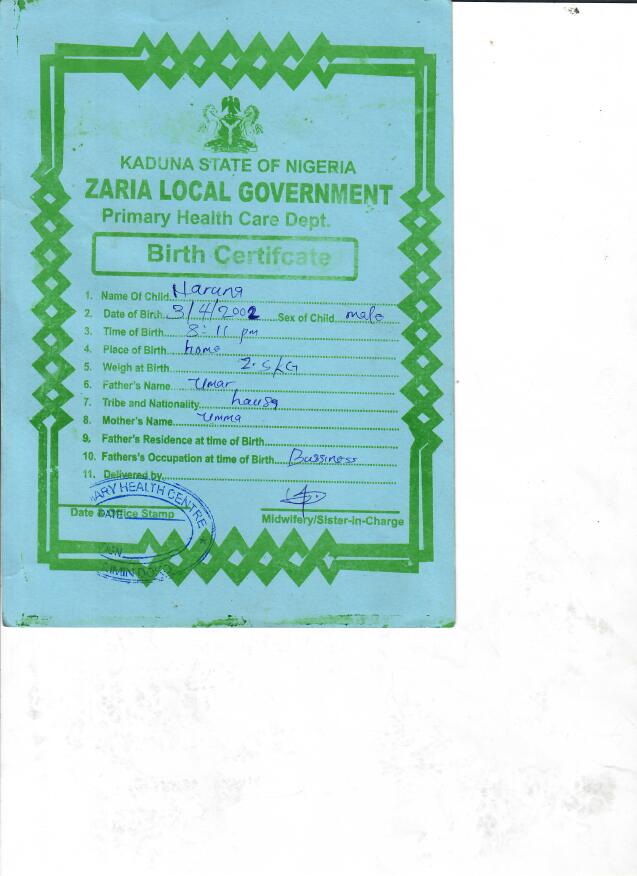 KADUNA STATE OF NIGERIA
ZARIA LOCAL GOVERNMENT
Primary Health Care Dept.
Birth Certifcate
1. Name Of Child Haruna
2. Date of Birth 3/4/2002 Sex of Child male
3. Time of Birth 8:11 pm
4. Place of Birth home
5. Weigh at Birth 2.5kG
6. Father's Name Umar
7. Tribe and Nationality hausa
8. Mother's Name Umma
9. Father's Residence at time of Birth
10. Fathers's Occupation at time of Birth Bussiness
11. Delivered by
ARY HEALTH CENTRE
DATE
Date & Office Stamp
Midwifery/Sister-in-Charge